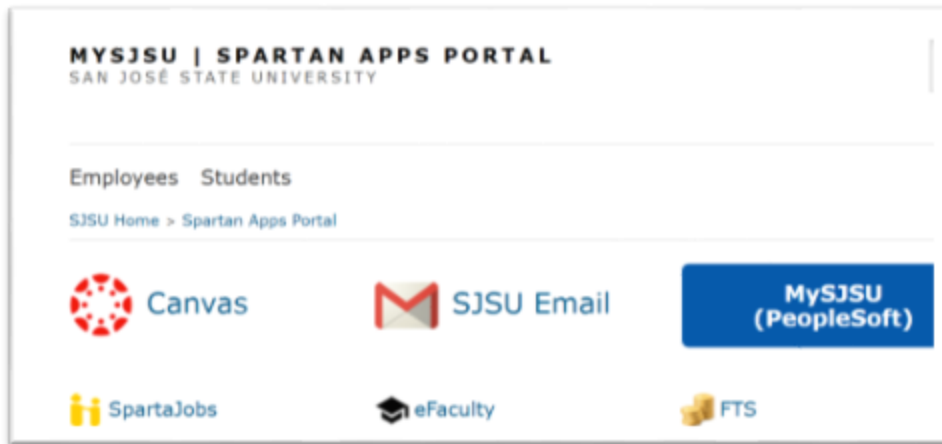 MYSJSU | SPARTAN APPS PORTAL
SAN JOSÉ STATE UNIVERSITY
Employees Students
SJSU Home > Spartan Apps Portal
Canvas
SJSU Email
MySJSU
(PeopleSoft)
SpartaJobs
eFaculty
FTS